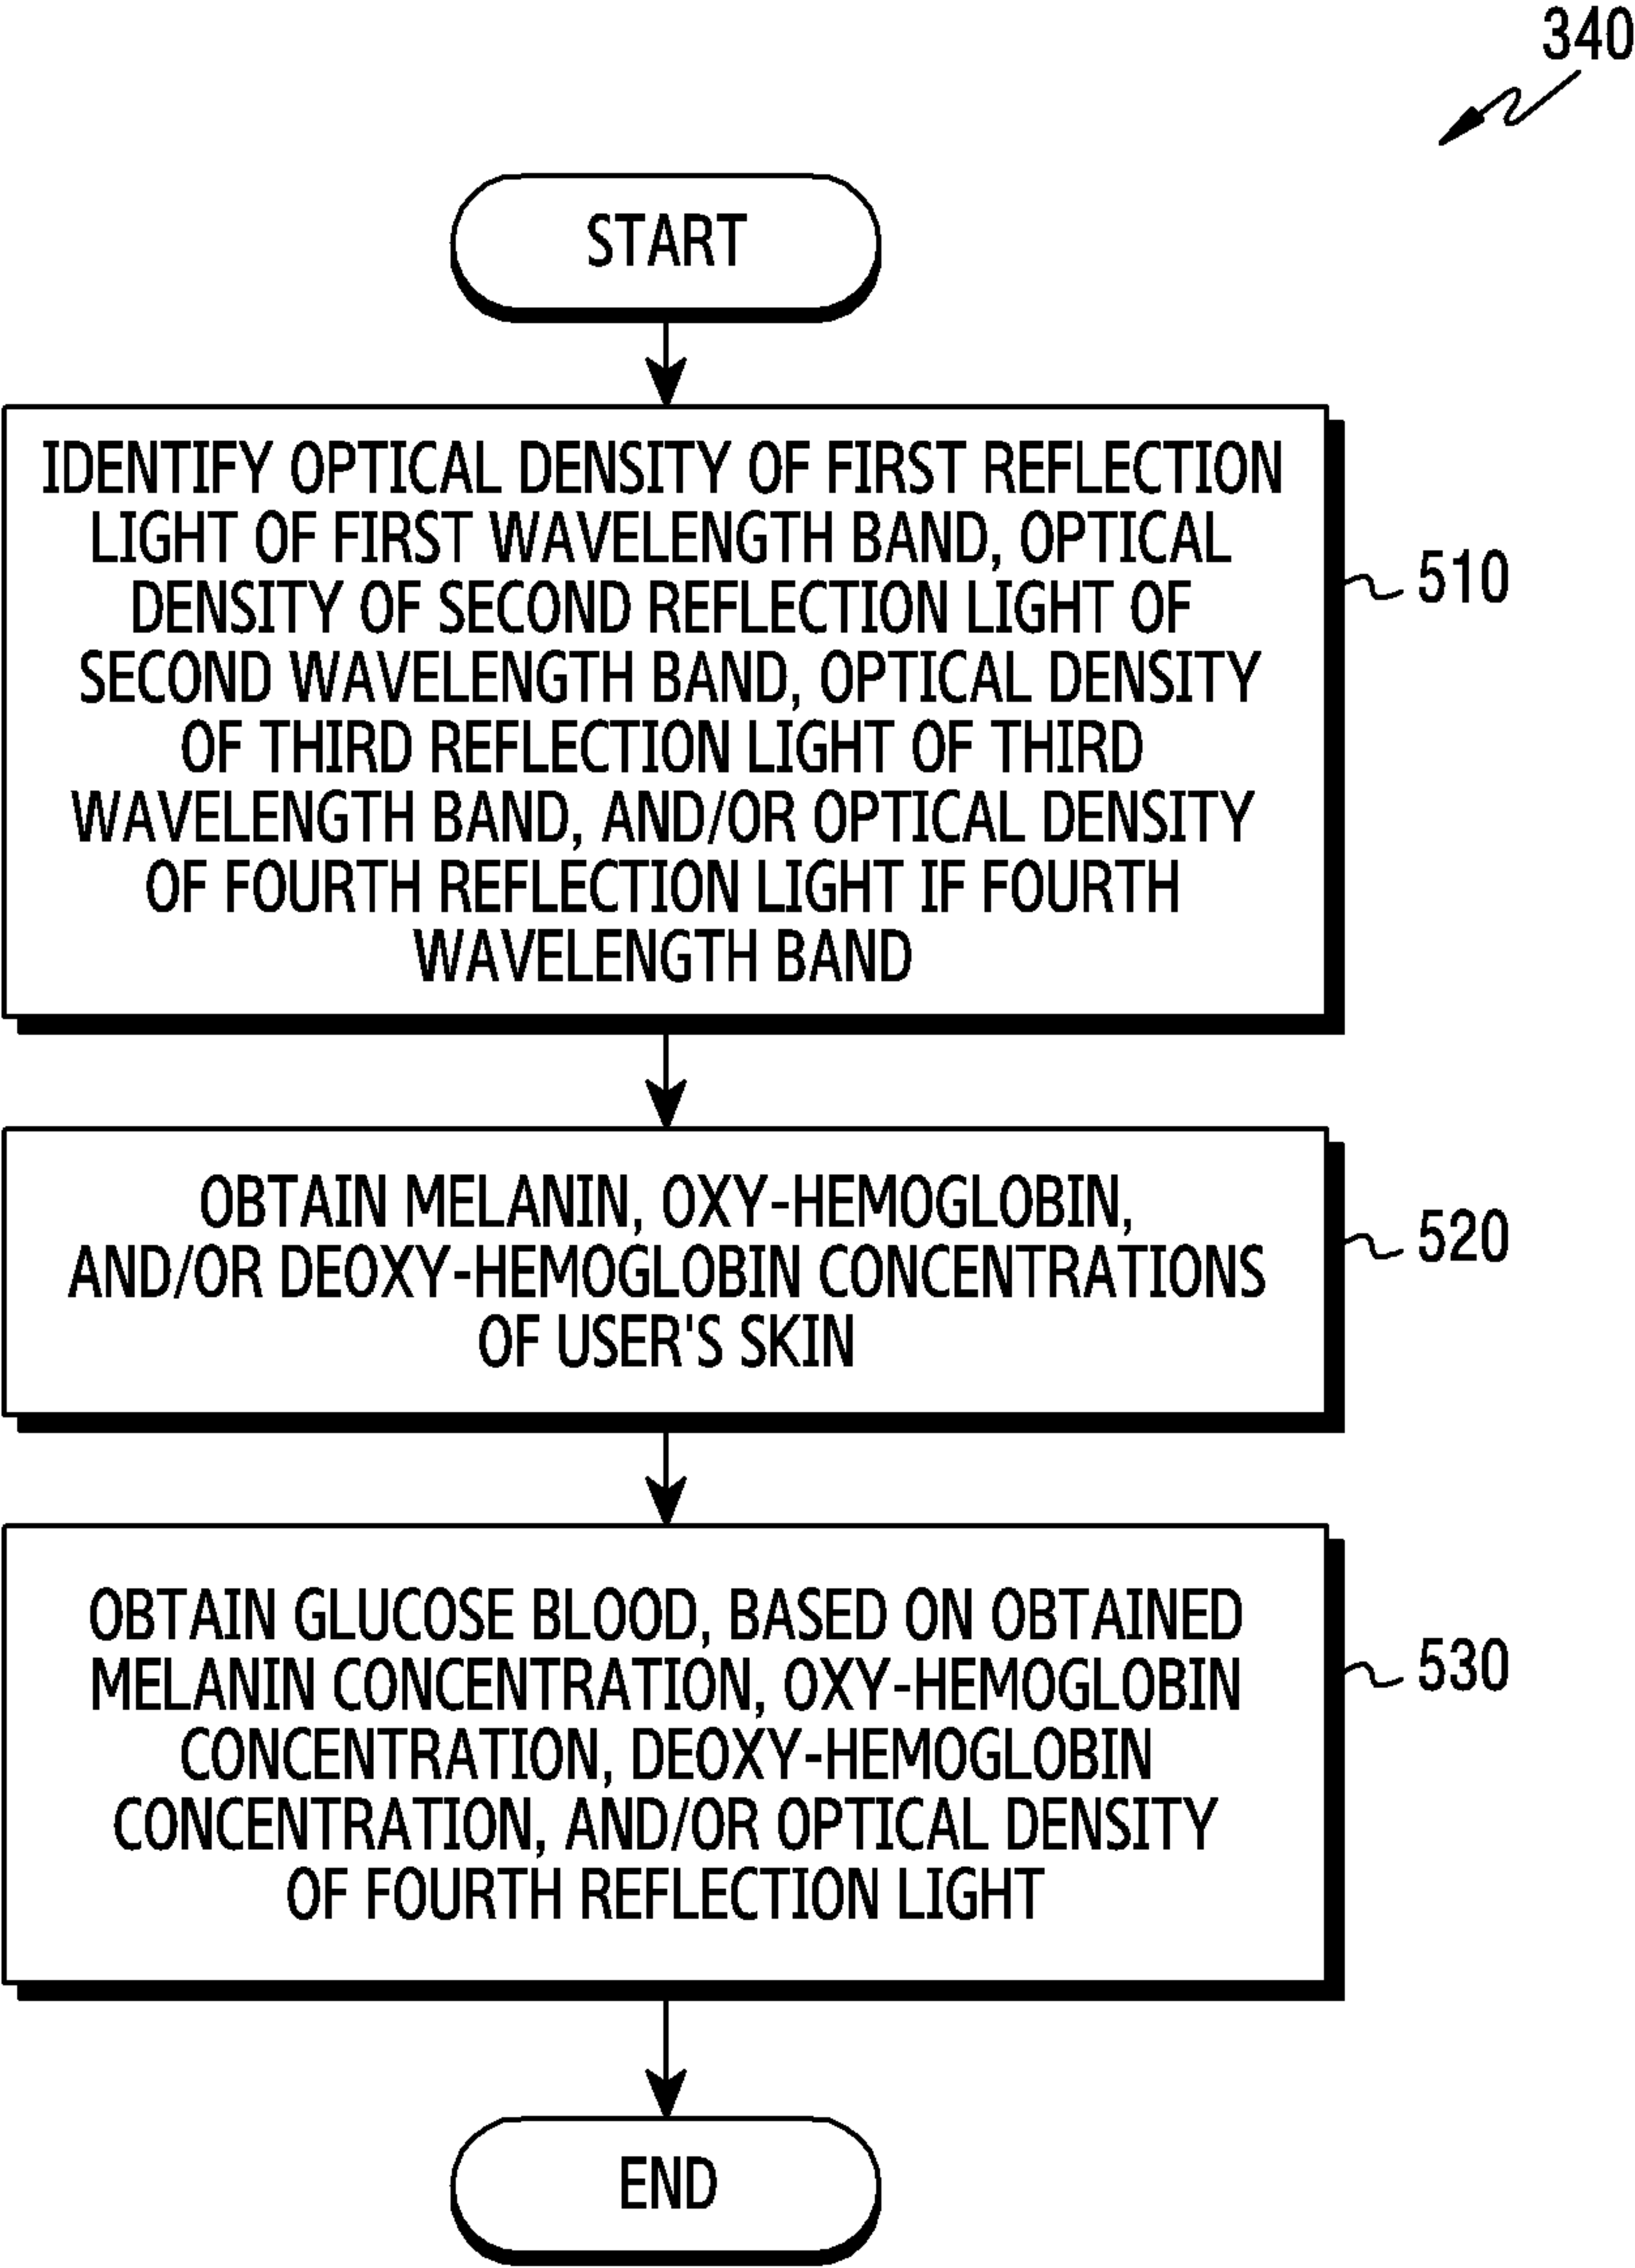 340
START
IDENTIFY OPTICAL DENSITY OF FIRST REFLECTION
LIGHT OF FIRST WAVELENGTH BAND, OPTICAL
DENSITY OF SECOND REFLECTION LIGHT OF
SECOND WAVELENGTH BAND, OPTICAL DENSITY
OF THIRD REFLECTION LIGHT OF THIRD
WAVELENGTH BAND, AND/OR OPTICAL DENSITY
OF FOURTH REFLECTION LIGHT IF FOURTH
WAVELENGTH BAND
510
OBTAIN MELANIN, OXY-HEMOGLOBIN,
AND/OR DEOXY-HEMOGLOBIN CONCENTRATIONS
OF USER'S SKIN
520
OBTAIN GLUCOSE BLOOD, BASED ON OBTAINED
MELANIN CONCENTRATION, OXY-HEMOGLOBIN
CONCENTRATION, DEOXY-HEMOGLOBIN
CONCENTRATION, AND/OR OPTICAL DENSITY
OF FOURTH REFLECTION LIGHT
530
END